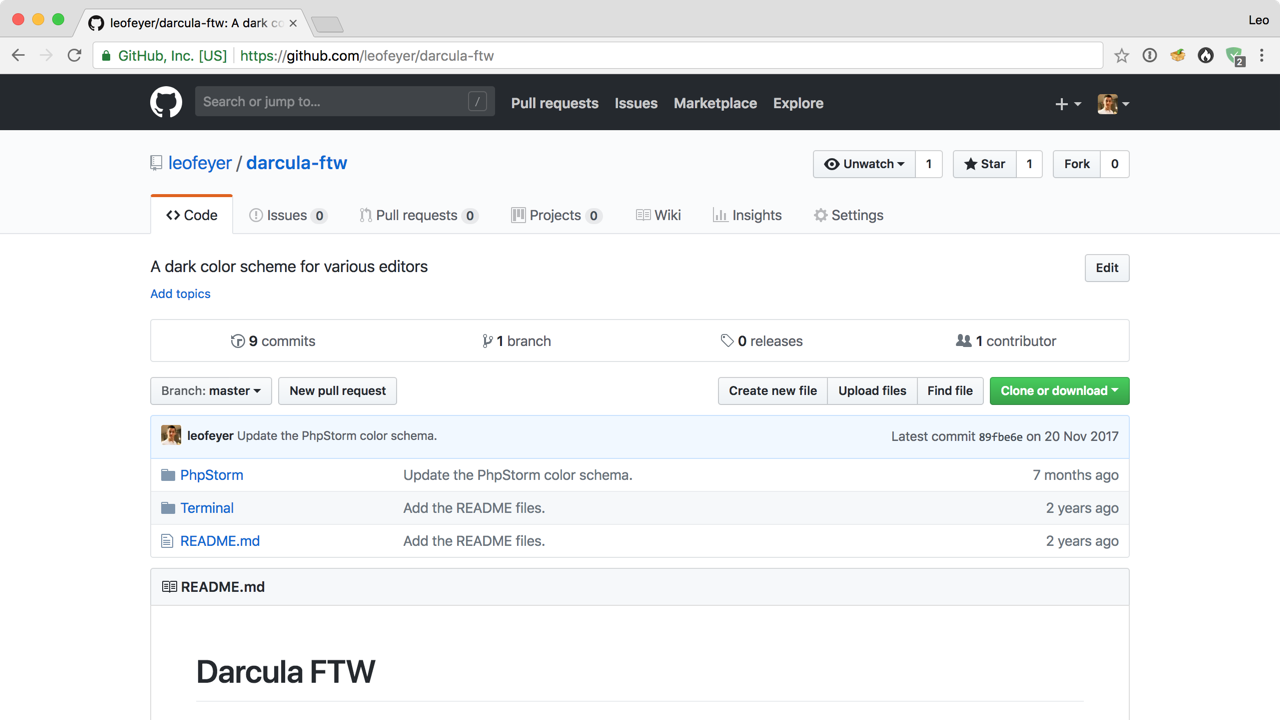 leofeyer/darcula-ftw: A dark co
Leo
GitHub, Inc. [US] https://github.com/leofeyer/darcula-ftw
2
Search or jump to... / Pull requests Issues Marketplace Explore
leofeyer / darcula-ftw Unwatch 1 Star 1 Fork 0
Code Issues 0 Pull requests 0 Projects 0 Wiki Insights Settings
A dark color scheme for various editors Edit
Add topics
9 commits 1 branch 0 releases 1 contributor
Branch: master New pull request Create new file Upload files Find file Clone or download
leofeyer Update the PhpStorm color schema. Latest commit 89fbe6e on 20 Nov 2017
PhpStorm Update the PhpStorm color schema. 7 months ago
Terminal Add the README files. 2 years ago
README.md Add the README files. 2 years ago
README.md
Darcula FTW